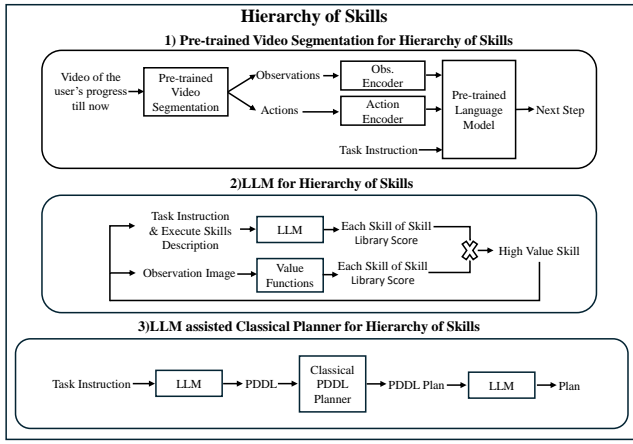 Hierarchy of Skills
1) Pre-trained Video Segmentation for Hierarchy of Skills
Video of the
user's progress
till now
Pre-trained
Video
Segmentation
Observations
Actions
Obs.
Encoder
Action
Encoder
Task Instruction
Pre-trained
Language
Model
Next Step
2)LLM for Hierarchy of Skills
Task Instruction
& Execute Skills
Description
LLM
Each Skill of Skill
Library Score
Observation Image
Value
Functions
Each Skill of Skill
Library Score
High Value Skill
3)LLM assisted Classical Planner for Hierarchy of Skills
Task Instruction
LLM
PDDL
Classical
PDDL
Planner
PDDL Plan
LLM
Plan